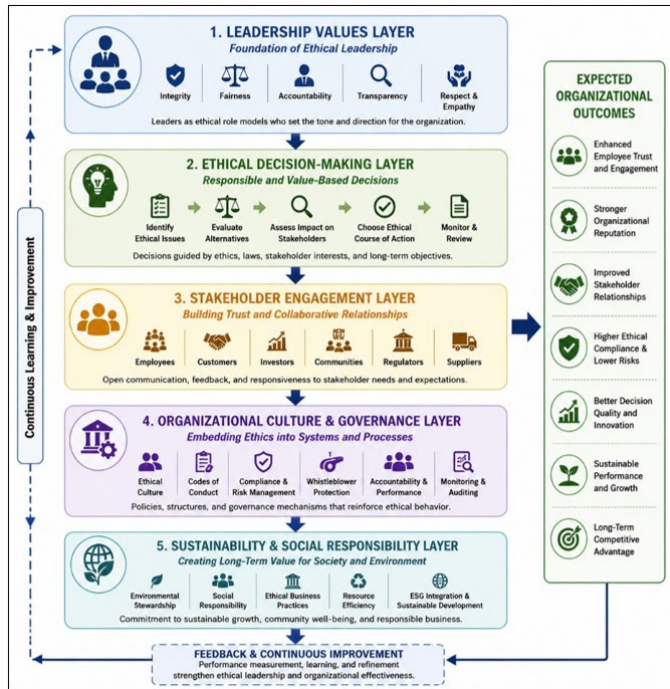 1. LEADERSHIP VALUES LAYER
Foundation of Ethical Leadership
Integrity
Fairness
Accountability
Transparency
Respect &
Empathy
Leaders as ethical role models who set the tone and direction for the organization.
2. ETHICAL DECISION-MAKING LAYER
Responsible and Value-Based Decisions
Identify
Ethical Issues
Evaluate
Alternatives
Assess Impact on
Stakeholders
Choose Ethical
Course of Action
Monitor &
Review
Decisions guided by ethics, laws, stakeholder interests, and long-term objectives.
3. STAKEHOLDER ENGAGEMENT LAYER
Building Trust and Collaborative Relationships
Employees
Customers
Investors
Communities
Regulators
Suppliers
Open communication, feedback, and responsiveness to stakeholder needs and expectations.
4. ORGANIZATIONAL CULTURE & GOVERNANCE LAYER
Embedding Ethics into Systems and Processes
Ethical
Culture
Codes of
Conduct
Compliance &
Risk Management
Whistleblower
Protection
Accountability &
Performance
Monitoring &
Auditing
Policies, structures, and governance mechanisms that reinforce ethical behavior.
5. SUSTAINABILITY & SOCIAL RESPONSIBILITY LAYER
Creating Long-Term Value for Society and Environment
Environmental
Stewardship
Social
Responsibility
Ethical Business
Practices
Resource
Efficiency
ESG Integration &
Sustainable Development
Commitment to sustainable growth, community well-being, and responsible business.
FEEDBACK & CONTINUOUS IMPROVEMENT
Performance measurement, learning, and refinement
strengthen ethical leadership and organizational effectiveness.
Continuous Learning & Improvement
EXPECTED
ORGANIZATIONAL
OUTCOMES
Enhanced
Employee Trust
and Engagement
Stronger
Organizational
Reputation
Improved
Stakeholder
Relationships
Higher Ethical
Compliance &
Lower Risks
Better Decision
Quality and
Innovation
Sustainable
Performance
and Growth
Long-Term
Competitive
Advantage